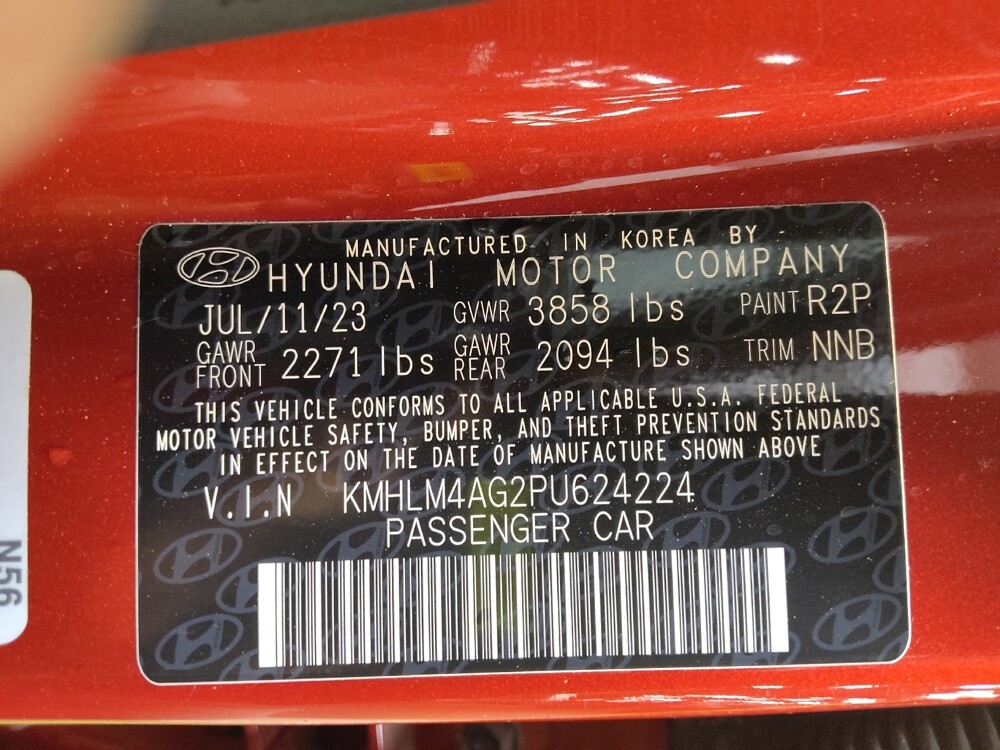 MANUFACTURED IN KOREA BY
HYUNDAI MOTOR COMPANY
JUL/11/23 GVWR 3858 lbs PAINT R2P
GAWR FRONT 2271 lbs GAWR REAR 2094 lbs TRIM NNB
THIS VEHICLE CONFORMS TO ALL APPLICABLE U.S.A. FEDERAL
MOTOR VEHICLE SAFETY, BUMPER, AND THEFT PREVENTION STANDARDS
IN EFFECT ON THE DATE OF MANUFACTURE SHOWN ABOVE
V.I.N KMHLM4AG2PU624224
PASSENGER CAR
N56